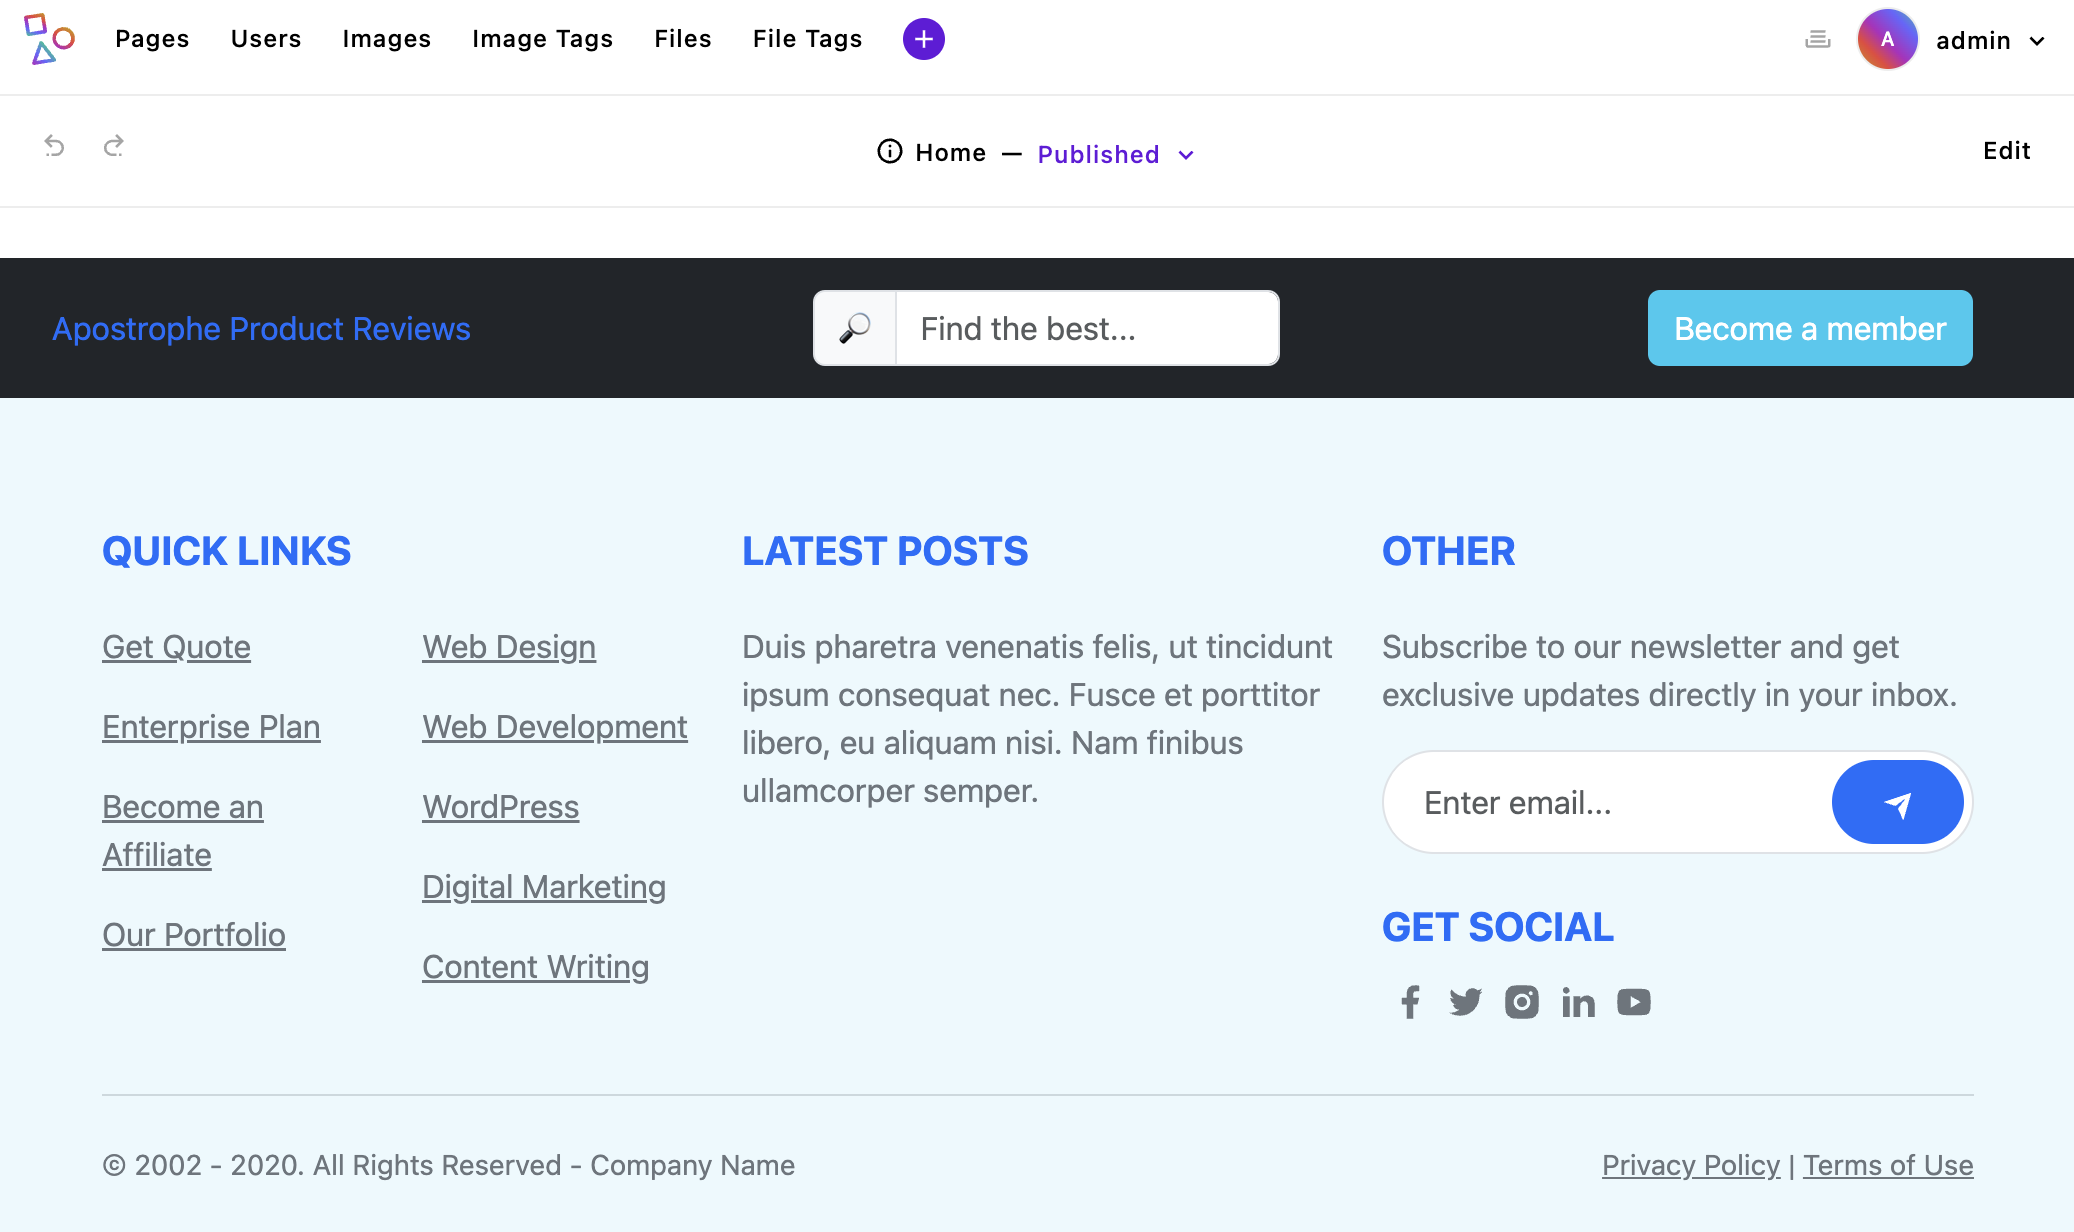 Pages Users Images Image Tags Files File Tags
A admin
Home — Published
Edit
Apostrophe Product Reviews
Find the best...
Become a member
QUICK LINKS
Get Quote
Enterprise Plan
Become an
Affiliate
Our Portfolio
Web Design
Web Development
WordPress
Digital Marketing
Content Writing
LATEST POSTS
Duis pharetra venenatis felis, ut tincidunt
ipsum consequat nec. Fusce et porttitor
libero, eu aliquam nisi. Nam finibus
ullamcorper semper.
OTHER
Subscribe to our newsletter and get
exclusive updates directly in your inbox.
Enter email...
GET SOCIAL
© 2002 - 2020. All Rights Reserved - Company Name
Privacy Policy | Terms of Use